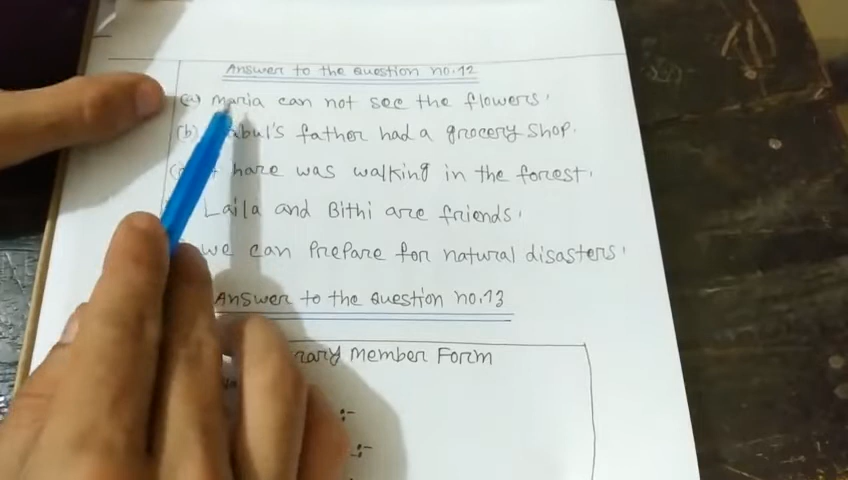 Answer to the question no.12
(a) Maria can not see the flowers.
(b) bul's father had a grocery shop.
hare was walking in the forest.
Laila and Bithi are friends.
we can Prepare for natural disasters.
Answer to the question no.13
rary Member Form